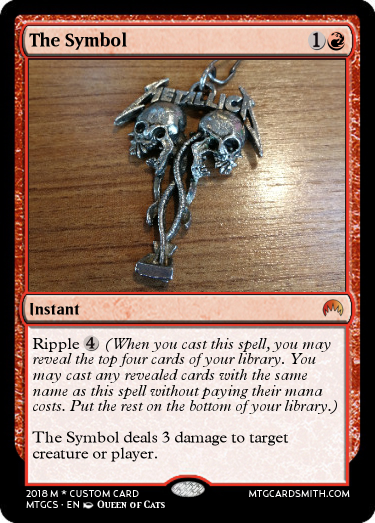 The Symbol 1
METALLICA
Instant
Ripple 4 (When you cast this spell, you may
reveal the top four cards of your library. You
may cast any revealed cards with the same
name as this spell without paying their mana
costs. Put the rest on the bottom of your library.)
The Symbol deals 3 damage to target
creature or player.
2018 M * CUSTOM CARD
MTGCS • EN Queen of Cats
MTGCARDSMITH.COM